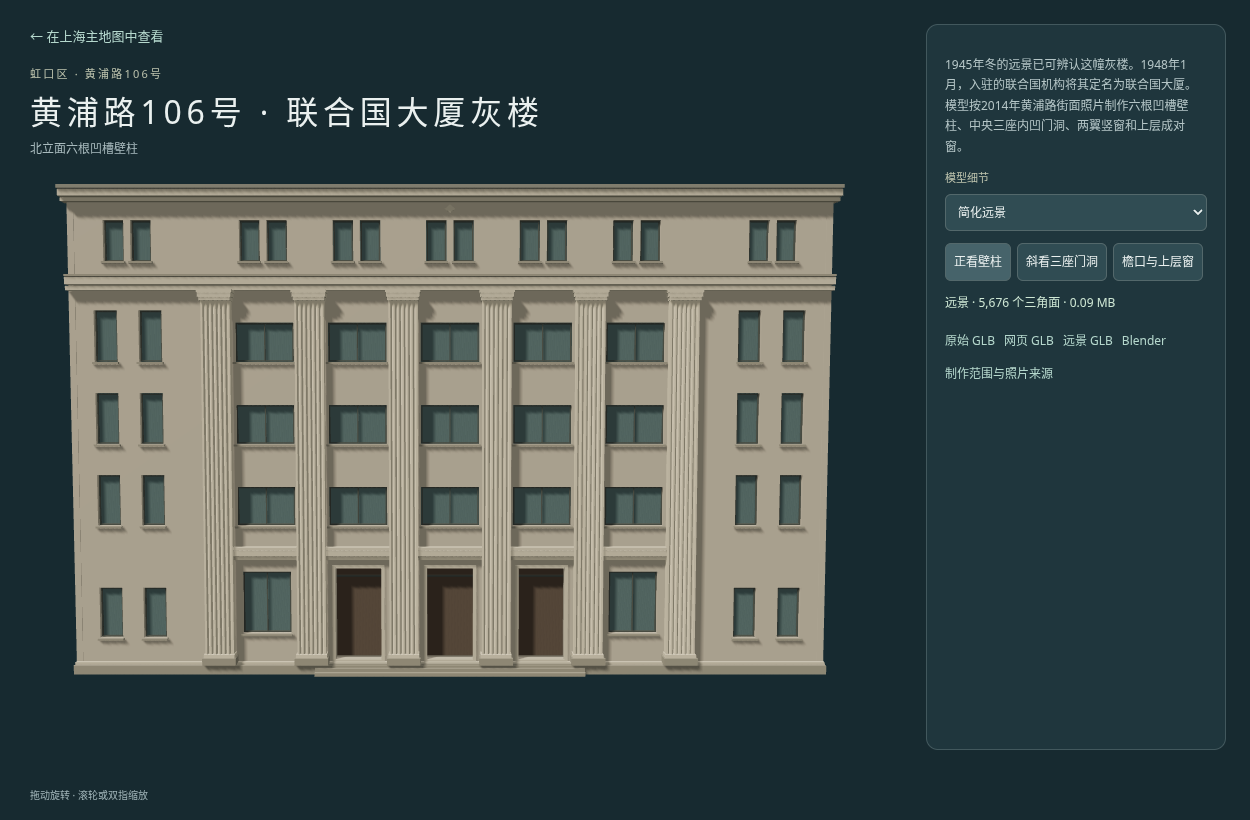 ← 在上海主地图中查看
虹口区 · 黄浦路106号
黄浦路106号 · 联合国大厦灰楼
北立面六根凹槽壁柱
1945年冬的远景已可辨认这幢灰楼。1948年1
月，入驻的联合国机构将其定名为联合国大厦。
模型按2014年黄浦路街面照片制作六根凹槽壁
柱、中央三座内凹门洞、两翼竖窗和上层成对
窗。
模型细节
简化远景
正看壁柱 斜看三座门洞 檐口与上层窗
远景 · 5,676 个三角面 · 0.09 MB
原始 GLB 网页 GLB 远景 GLB Blender
制作范围与照片来源
拖动旋转 · 滚轮或双指缩放